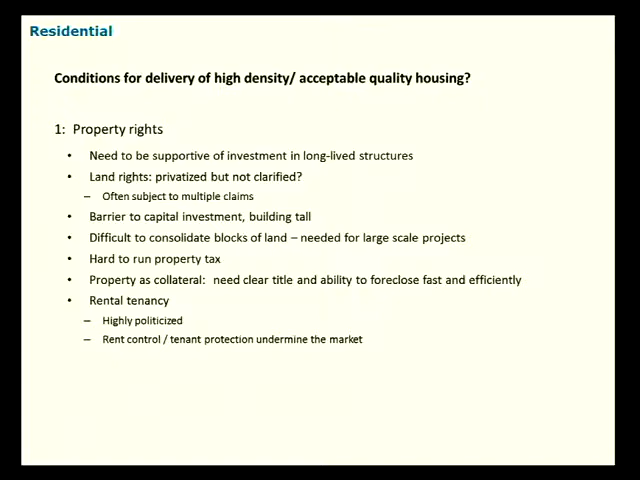 Residential
Conditions for delivery of high density/ acceptable quality housing?
1: Property rights
• Need to be supportive of investment in long-lived structures
• Land rights: privatized but not clarified?
– Often subject to multiple claims
• Barrier to capital investment, building tall
• Difficult to consolidate blocks of land – needed for large scale projects
• Hard to run property tax
• Property as collateral: need clear title and ability to foreclose fast and efficiently
• Rental tenancy
– Highly politicized
– Rent control / tenant protection undermine the market